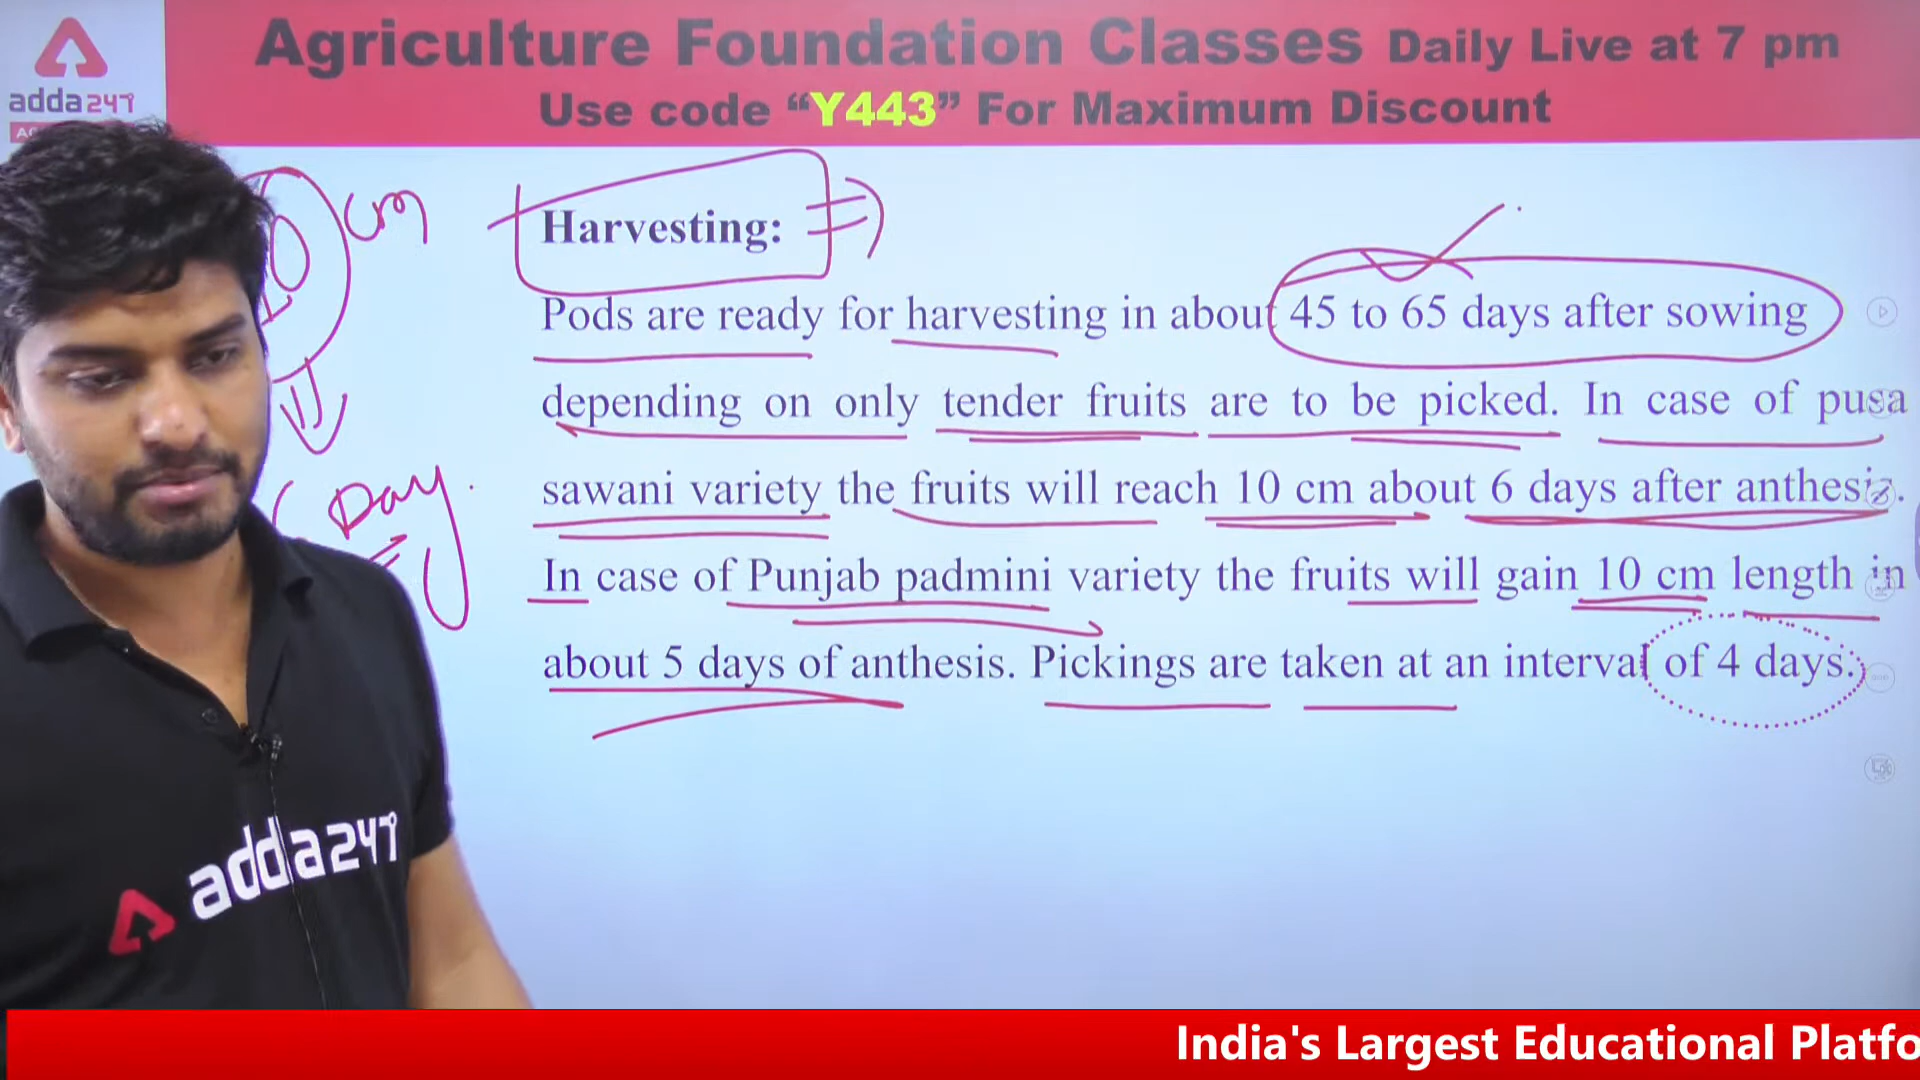 Agriculture Foundation Classes Daily Live at 7 pm
adda247
Use code “Y443” For Maximum Discount
10 cm
Harvesting:
Pods are ready for harvesting in about 45 to 65 days after sowing
depending on only tender fruits are to be picked. In case of pusa
sawani variety the fruits will reach 10 cm about 6 days after anthesis.
Day
In case of Punjab padmini variety the fruits will gain 10 cm length in
about 5 days of anthesis. Pickings are taken at an interval of 4 days.
adda247
India's Largest Educational Platfo